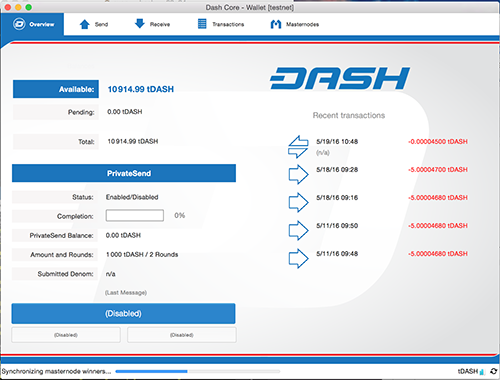 Dash Core - Wallet [testnet]
Overview Send Receive Transactions Masternodes
Available: 10914.99 tDASH
DASH
Pending: 0.00 tDASH
Recent transactions
Total: 10914.99 tDASH
5/19/16 10:48 -0.00004500 tDASH
(n/a)
PrivateSend
5/18/16 09:28 -5.00004700 tDASH
Status: Enabled/Disabled
5/18/16 09:16 -5.00004680 tDASH
Completion: 0%
PrivateSend Balance: 0.00 tDASH
5/11/16 09:50 -5.00004680 tDASH
Amount and Rounds: 1000 tDASH / 2 Rounds
5/11/16 09:48 -5.00004680 tDASH
Submitted Denom: n/a
(Last Message)
(Disabled)
(Disabled) (Disabled)
Synchronizing masternode winners... tDASH